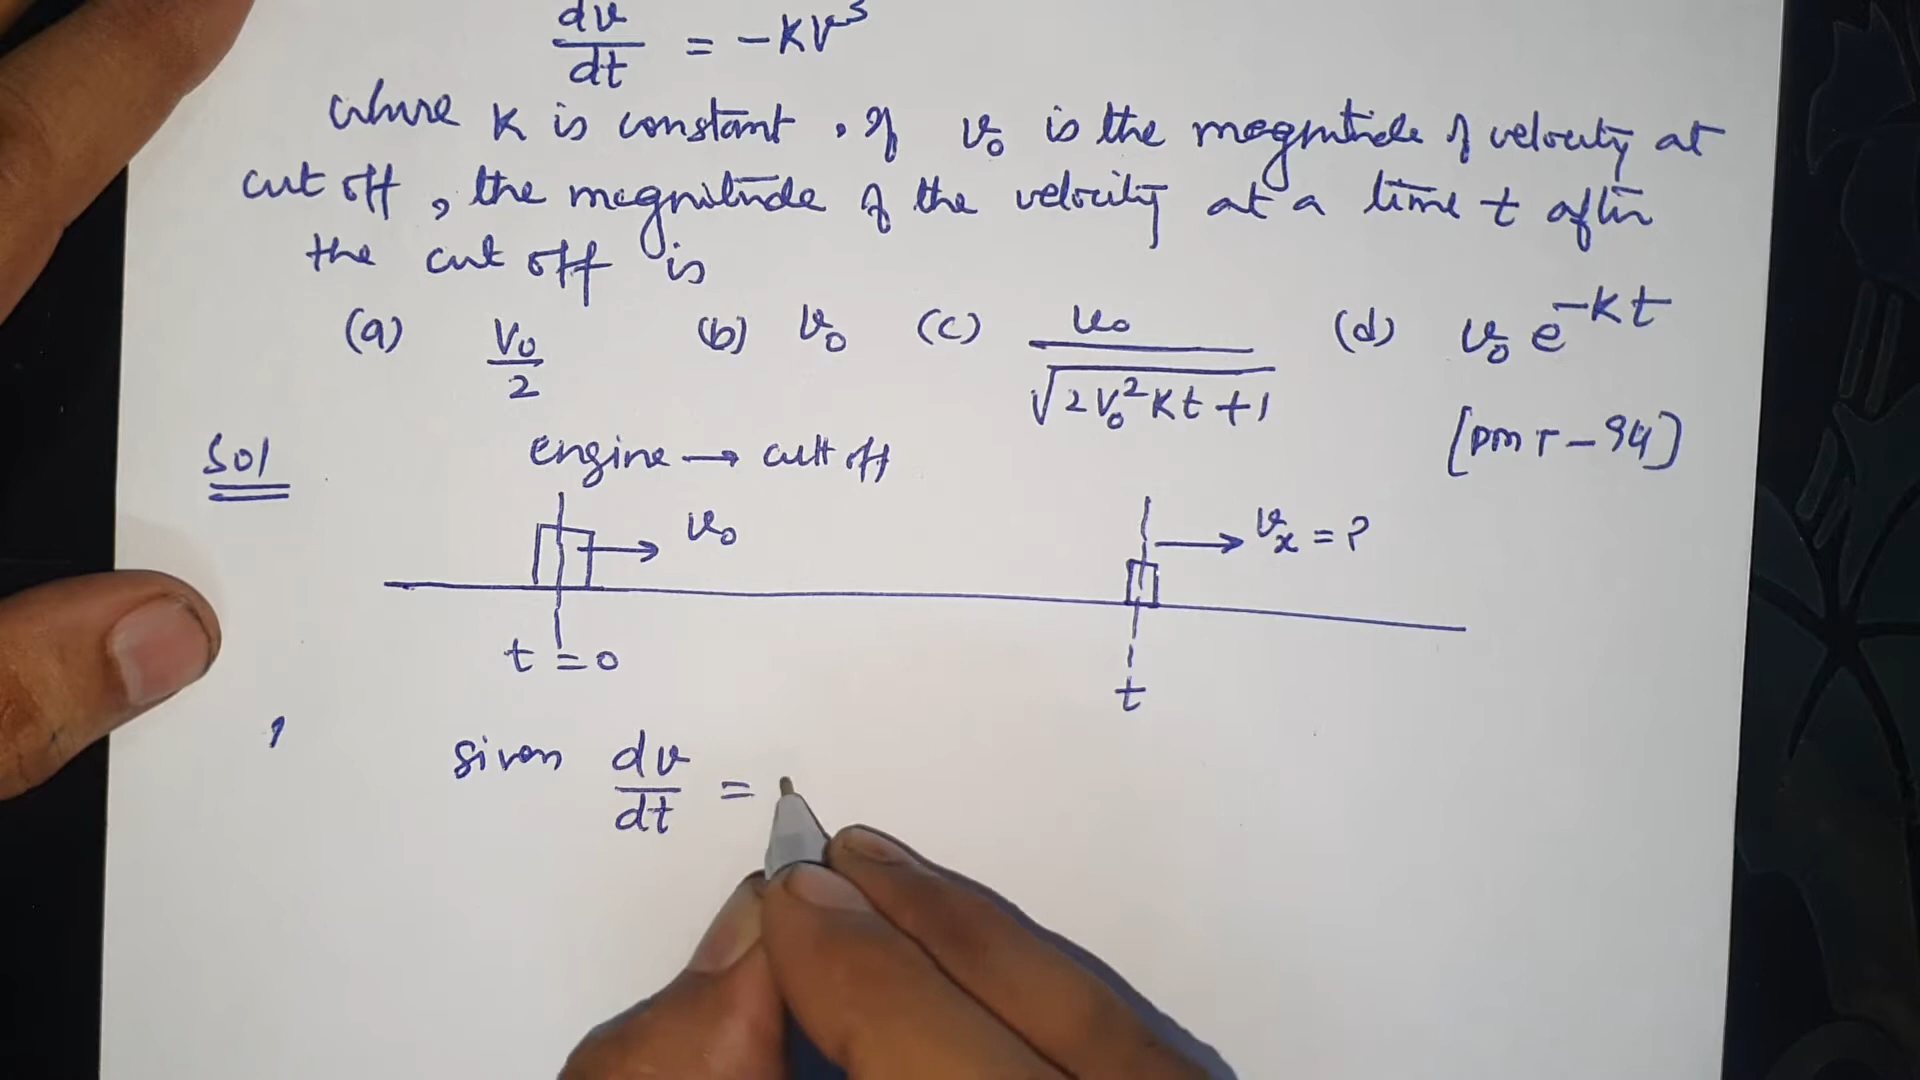 dv/dt = -KV³
where K is constant. If v₀ is the magnitude of velocity at
cut off, the magnitude of the velocity at a time t after
the cut off is
(a) V₀/2 (b) v₀ (c) v₀/√(2V₀²Kt+1) (d) v₀ e^(-Kt)
[PMT-94]
Sol engine → cutt off
v₀ vₓ = ?
t = 0 t
given dv/dt =